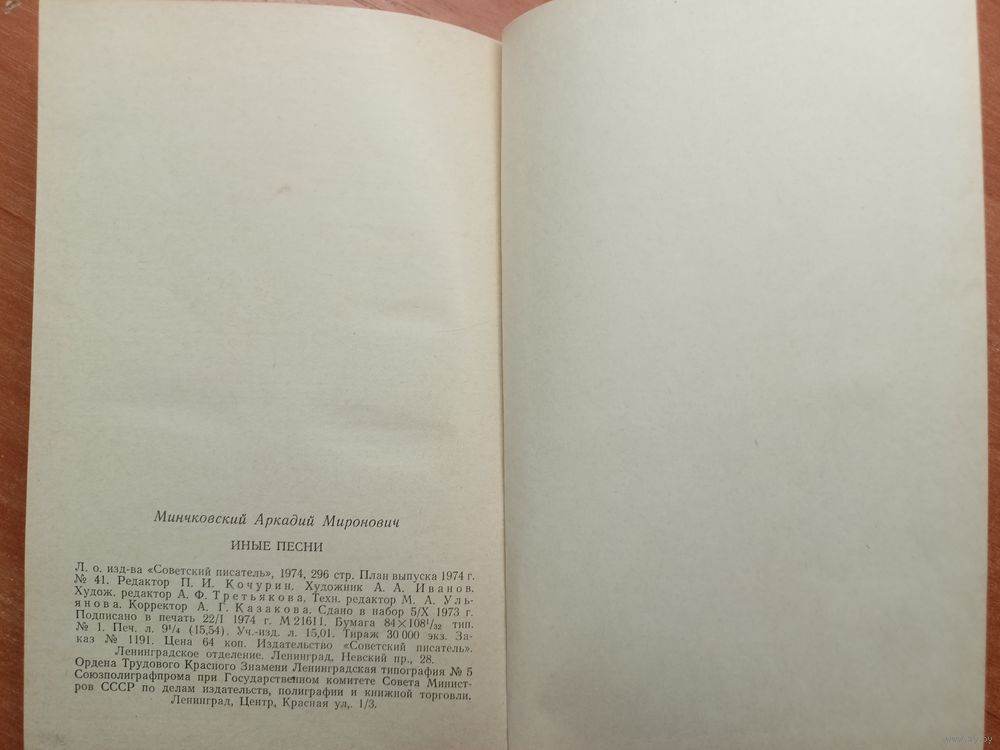 Минчковский Аркадий Миронович
ИНЫЕ ПЕСНИ
Л. о. изд-ва «Советский писатель», 1974, 296 стр. План выпуска 1974 г.
№ 41. Редактор П. И. Кочурин. Художник А. А. Иванов.
Худож. редактор А. Ф. Третьякова. Техн. редактор М. А. Уль-
янова. Корректор А. Г. Казакова. Сдано в набор 5/X 1973 г.
Подписано в печать 22/I 1974 г. М 21611. Бумага 84×108¹/₃₂ тип.
№ 1. Печ. л. 9¹/₄ (15,54). Уч.-изд. л. 15,01. Тираж 30 000 экз. За-
каз № 1191. Цена 64 коп. Издательство «Советский писатель».
Ленинградское отделение. Ленинград, Невский пр., 28.
Ордена Трудового Красного Знамени Ленинградская типография № 5
Союзполиграфпрома при Государственном комитете Совета Минист-
ров СССР по делам издательств, полиграфии и книжной торговли.
Ленинград, Центр, Красная ул,. 1/3.